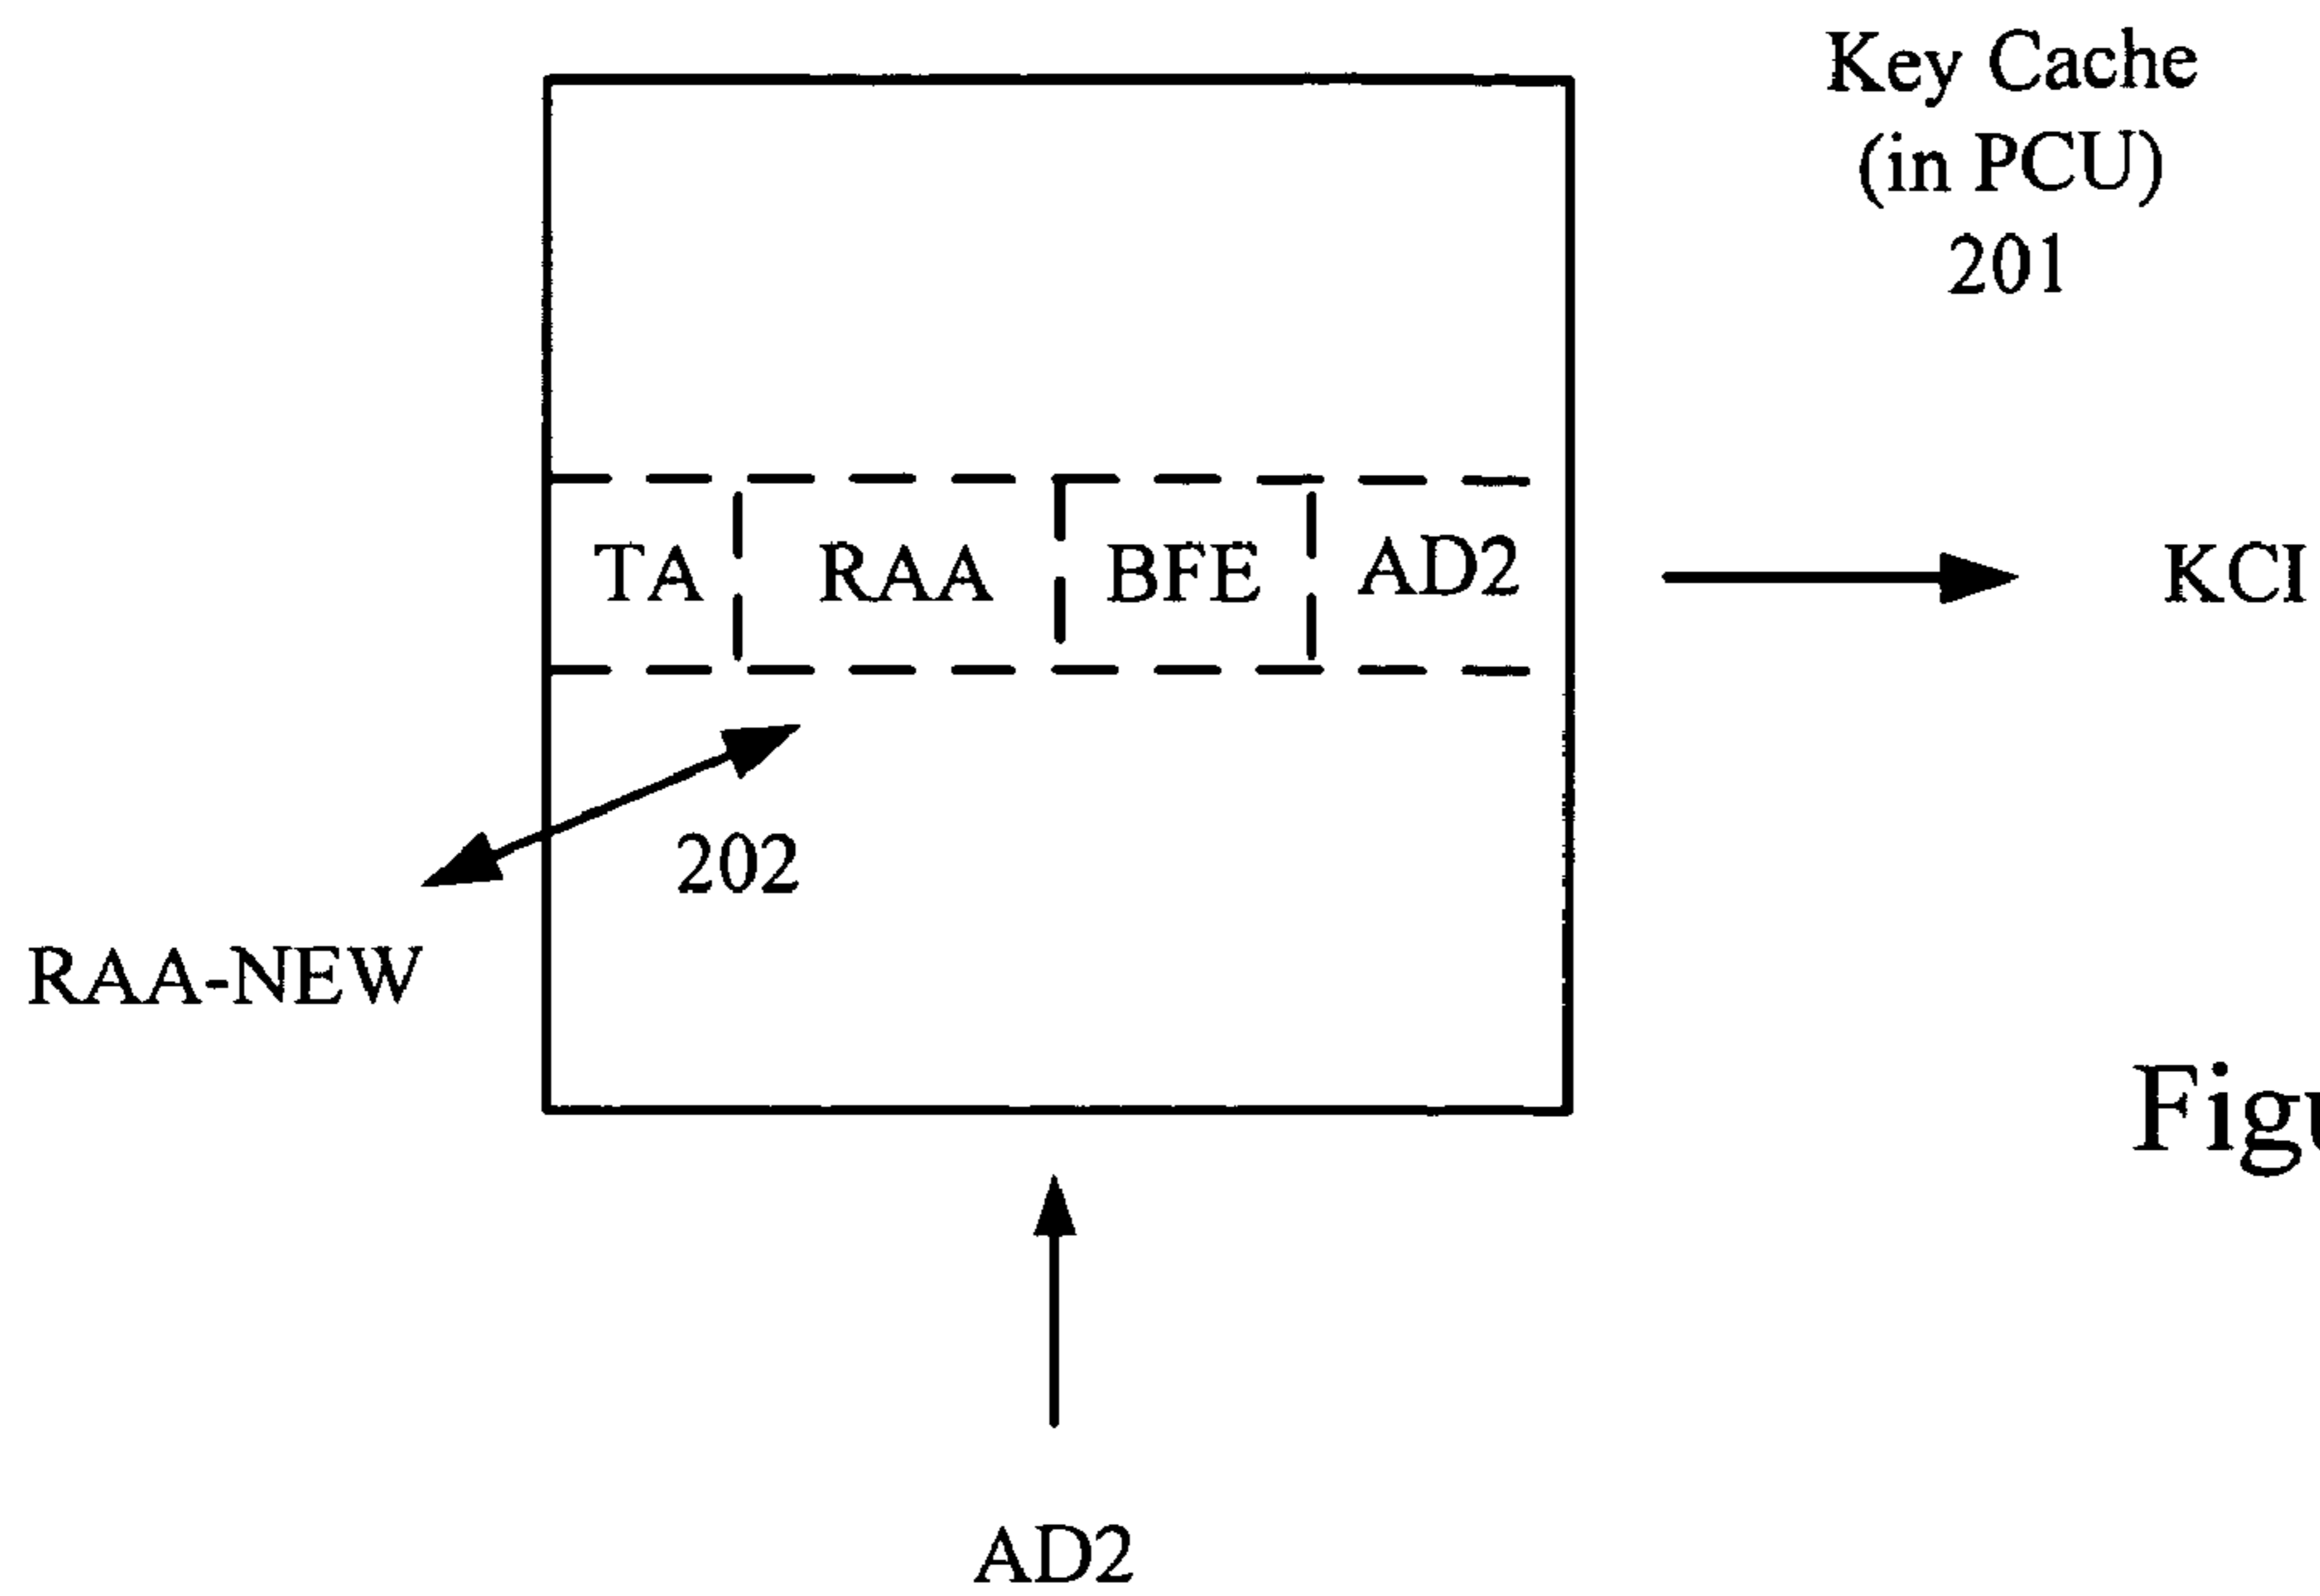 Key Cache
(in PCU)
201
TA RAA BFE AD2
KCI
202
RAA-NEW
AD2